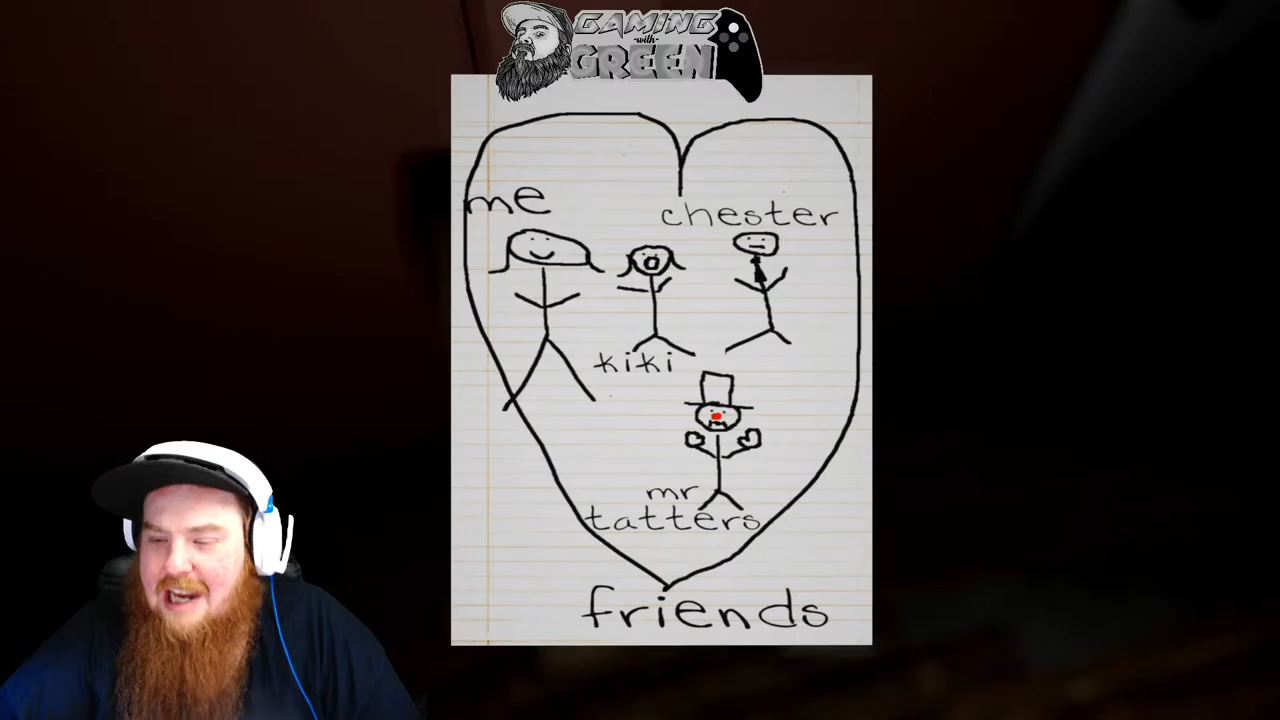 GAMING
-with-
GREEN
me
chester
kiki
mr
tatters
friends